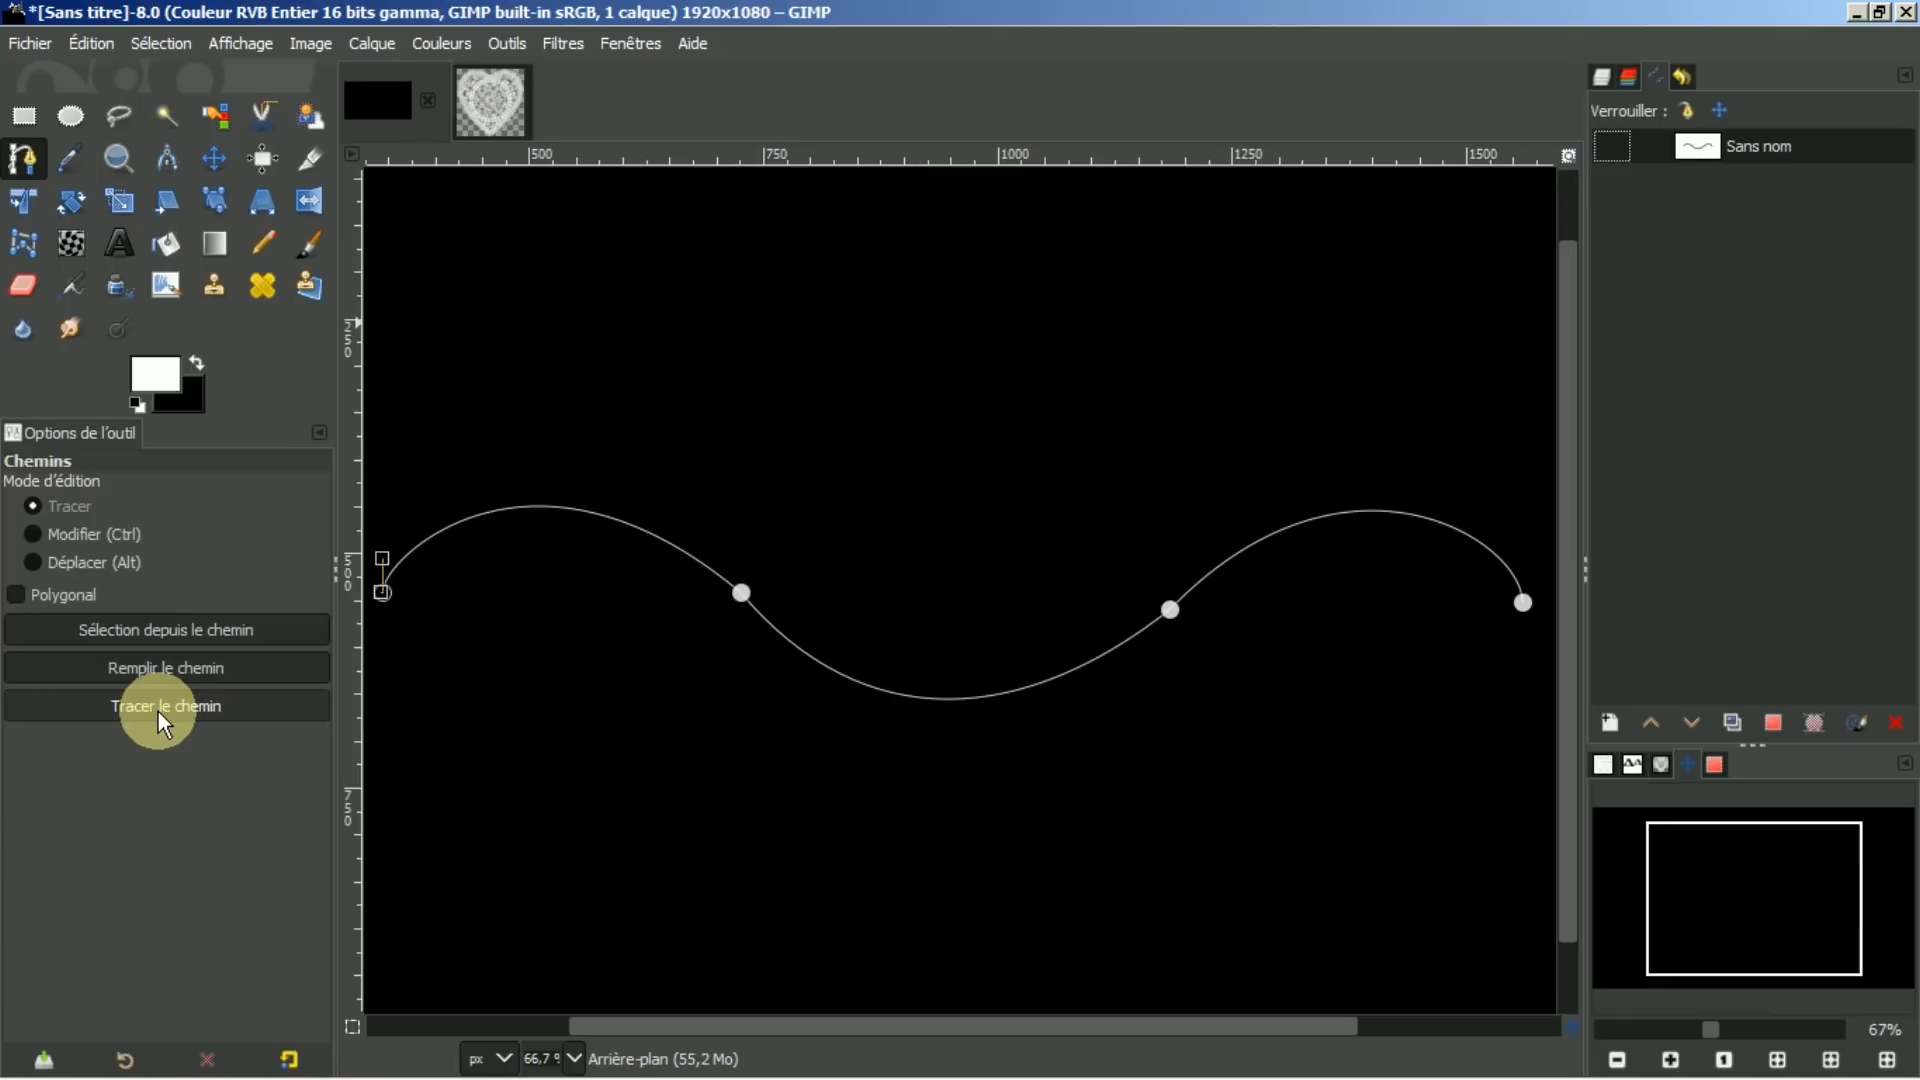 *[Sans titre]-8.0 (Couleur RVB Entier 16 bits gamma, GIMP built-in sRGB, 1 calque) 1920x1080 – GIMP
Fichier Édition Sélection Affichage Image Calque Couleurs Outils Filtres Fenêtres Aide
Verrouiller :
500 750 1000 1250 1500
Sans nom
250
Options de l'outil
Chemins
Mode d'édition
Tracer
Modifier (Ctrl)
500
Déplacer (Alt)
Polygonal
Sélection depuis le chemin
Remplir le chemin
Tracer le chemin
750
67%
px 66,7 Arrière-plan (55,2 Mo)